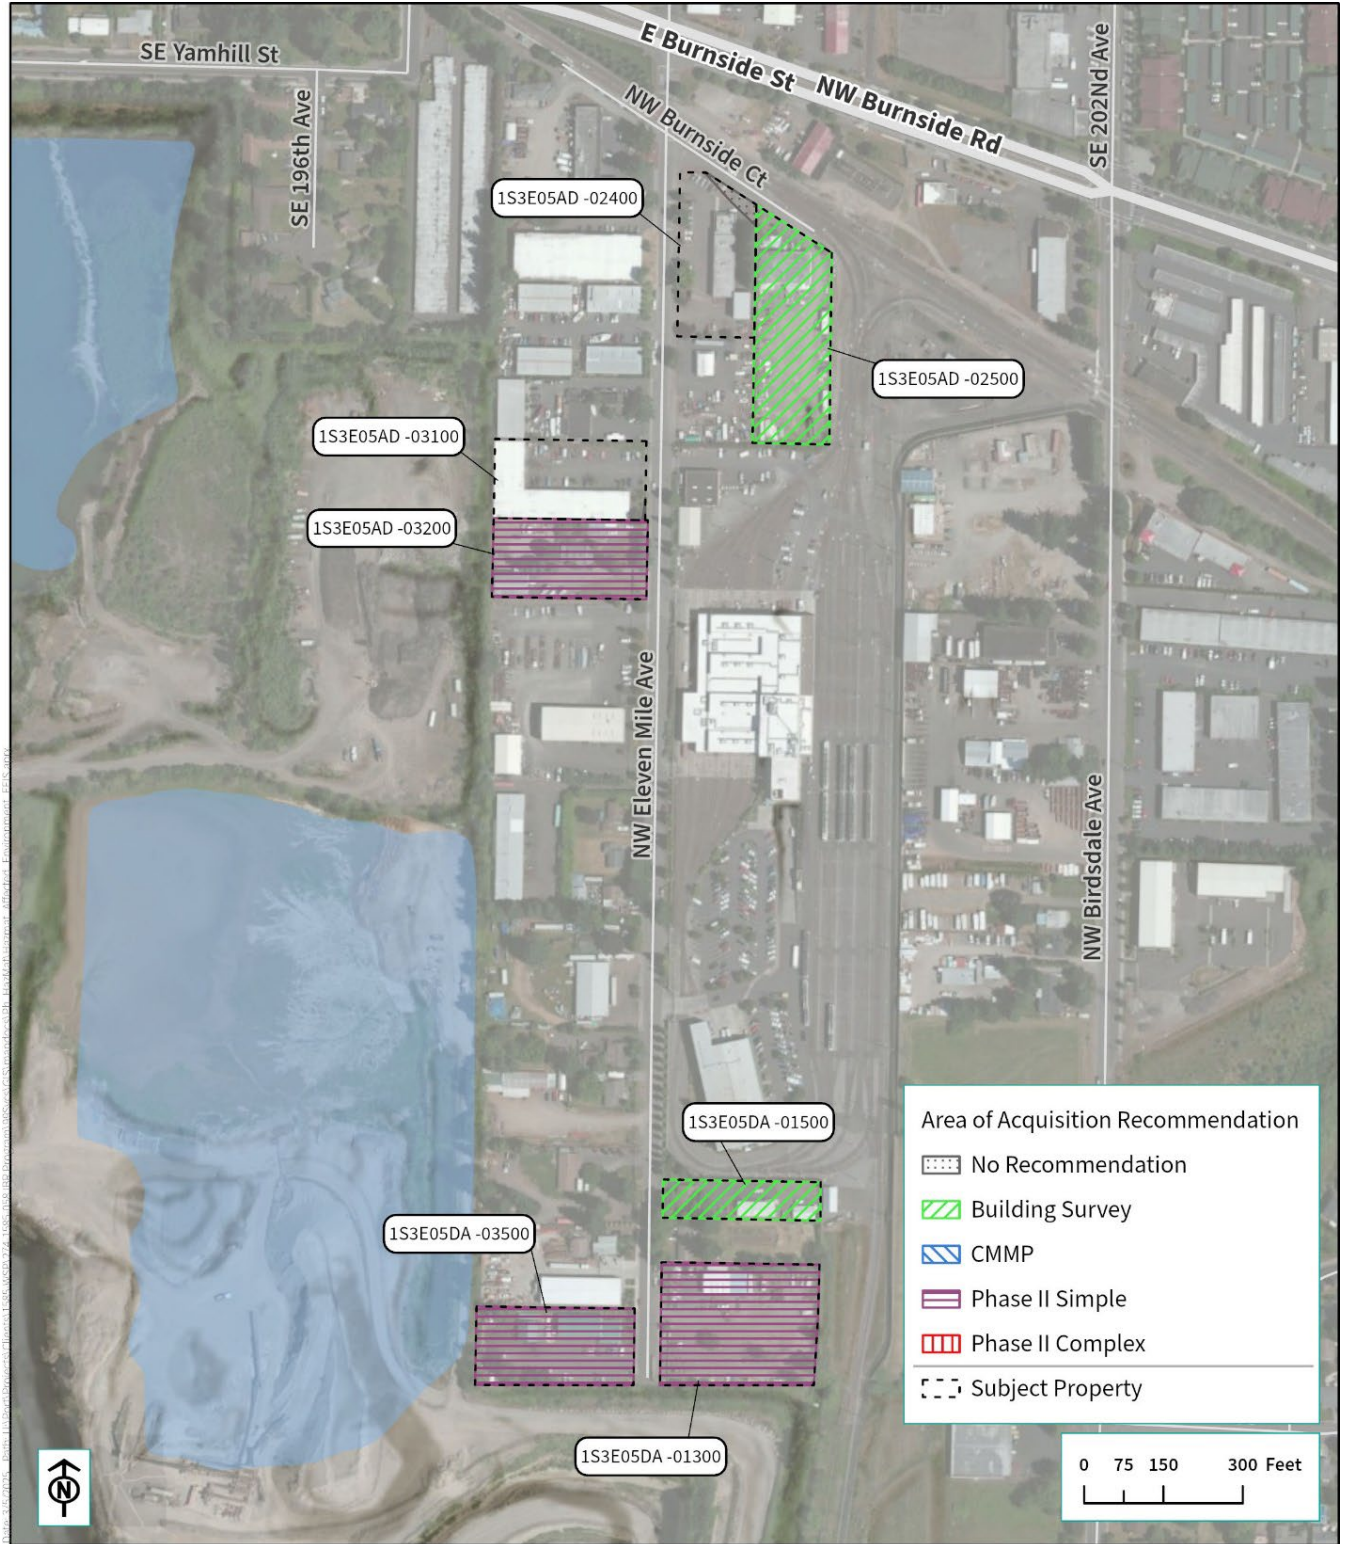 E Burnside St NW Burnside Rd
SE Yamhill St
SE 202Nd Ave
NW Burnside Ct
SE 196th Ave
1S3E05AD -02400
1S3E05AD -02500
1S3E05AD -03100
1S3E05AD -03200
NW Eleven Mile Ave
NW Birdsdale Ave
1S3E05DA -01500
1S3E05DA -03500
1S3E05DA -01300
Area of Acquisition Recommendation
No Recommendation
Building Survey
CMMP
Phase II Simple
Phase II Complex
Subject Property
0 75 150 300 Feet
N